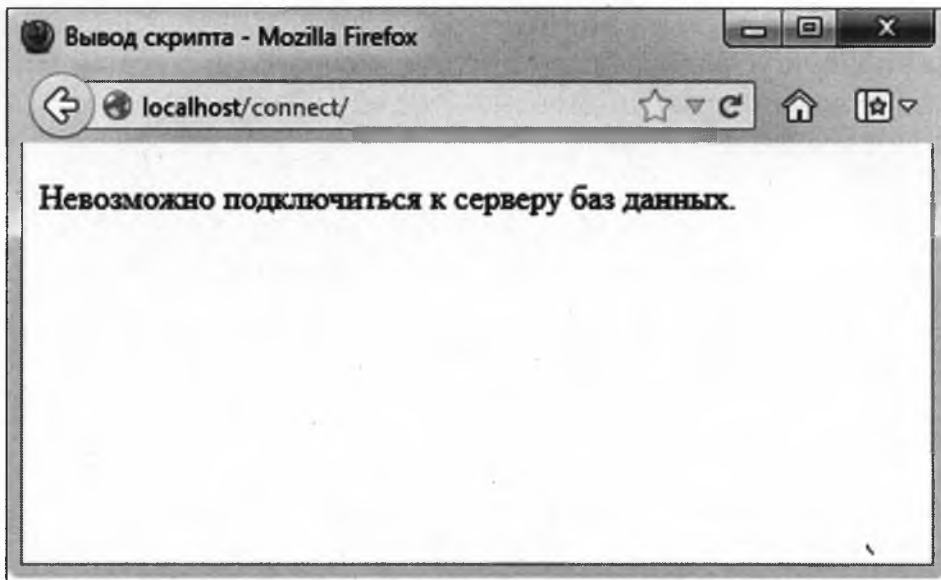 Вывод скрипта - Mozilla Firefox
localhost/connect/
Невозможно подключиться к серверу баз данных.